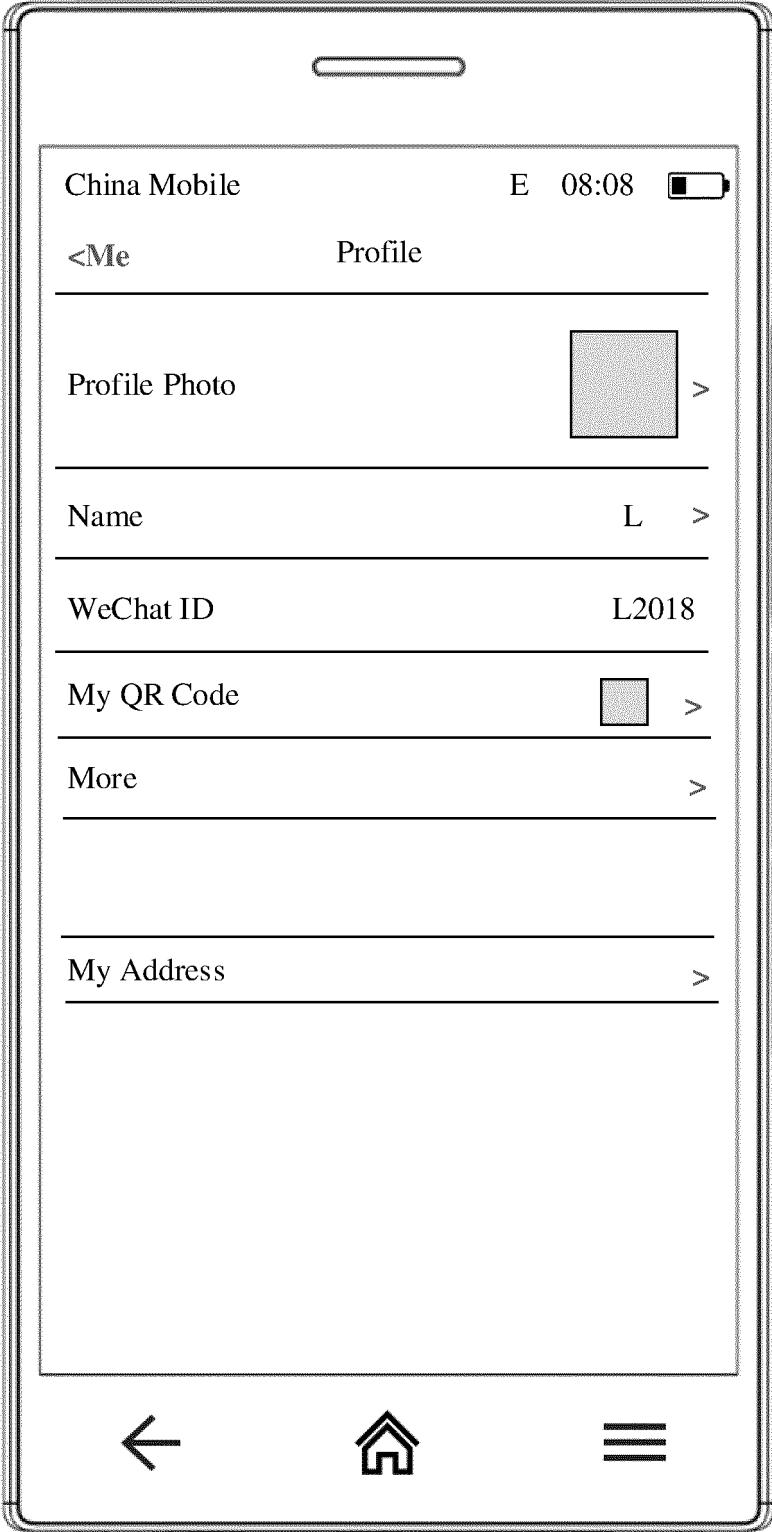 China Mobile E 08:08
<Me Profile
Profile Photo >
Name L >
WeChat ID L2018
My QR Code >
More >
My Address >